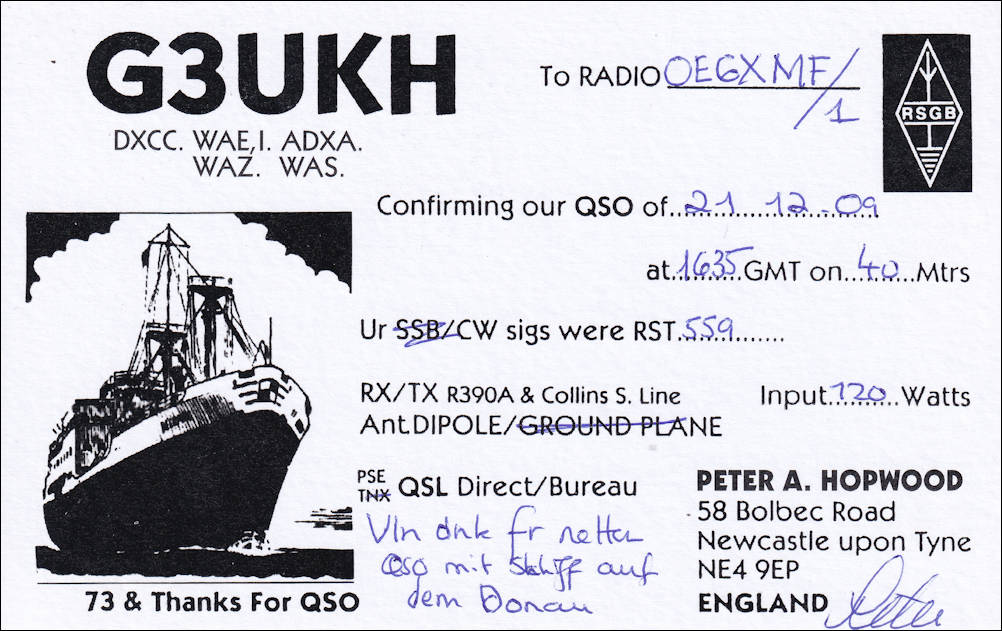 G3UKH
DXCC. WAE,I. ADXA.
WAZ. WAS.
To RADIO OE6XMF/1
RSGB
Confirming our QSO of 21 12-09
at 1635 GMT on 40 Mtrs
Ur SSB/CW sigs were RST 559
RX/TX R390A & Collins S. Line Input 120 Watts
Ant.DIPOLE/GROUND PLANE
PSE
TNX QSL Direct/Bureau
Vln dnk fr netten
QSO mit Schiff auf
dem Donau
PETER A. HOPWOOD
58 Bolbec Road
Newcastle upon Tyne
NE4 9EP
ENGLAND Peter
73 & Thanks For QSO